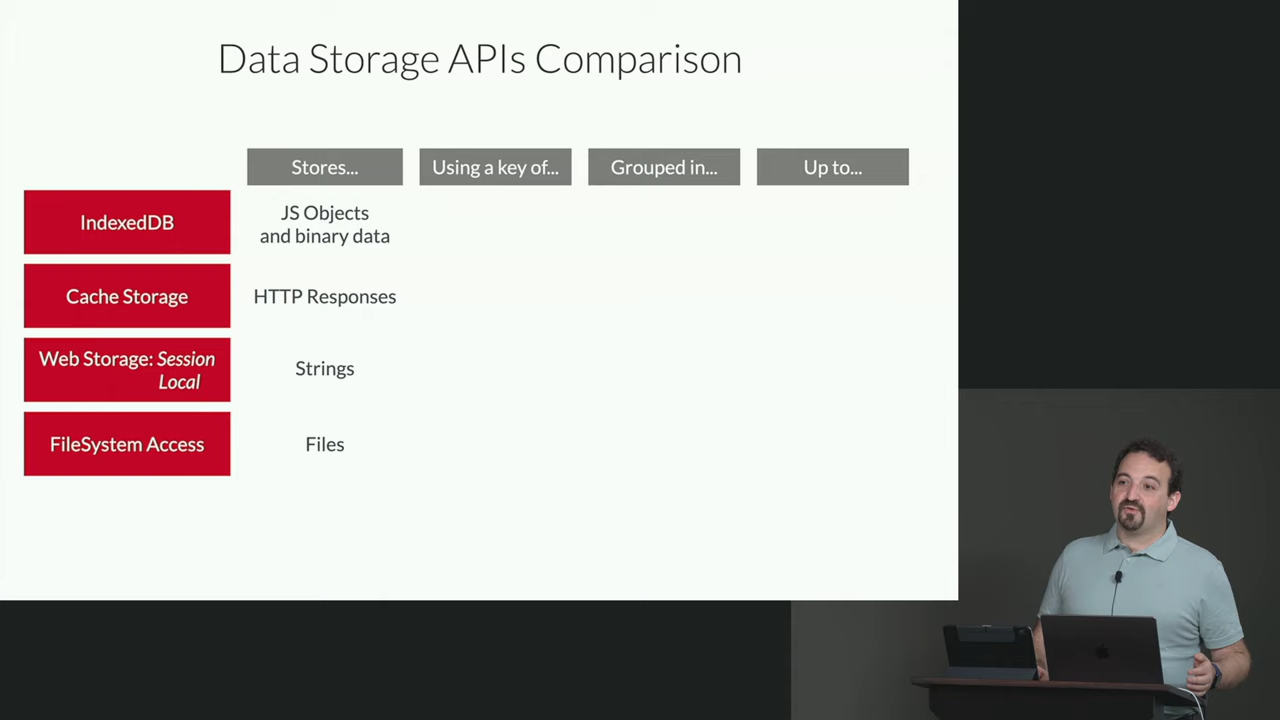 Data Storage APIs Comparison
Stores...
Using a key of...
Grouped in...
Up to...
IndexedDB
JS Objects
and binary data
Cache Storage
HTTP Responses
Web Storage: Session
Local
Strings
FileSystem Access
Files